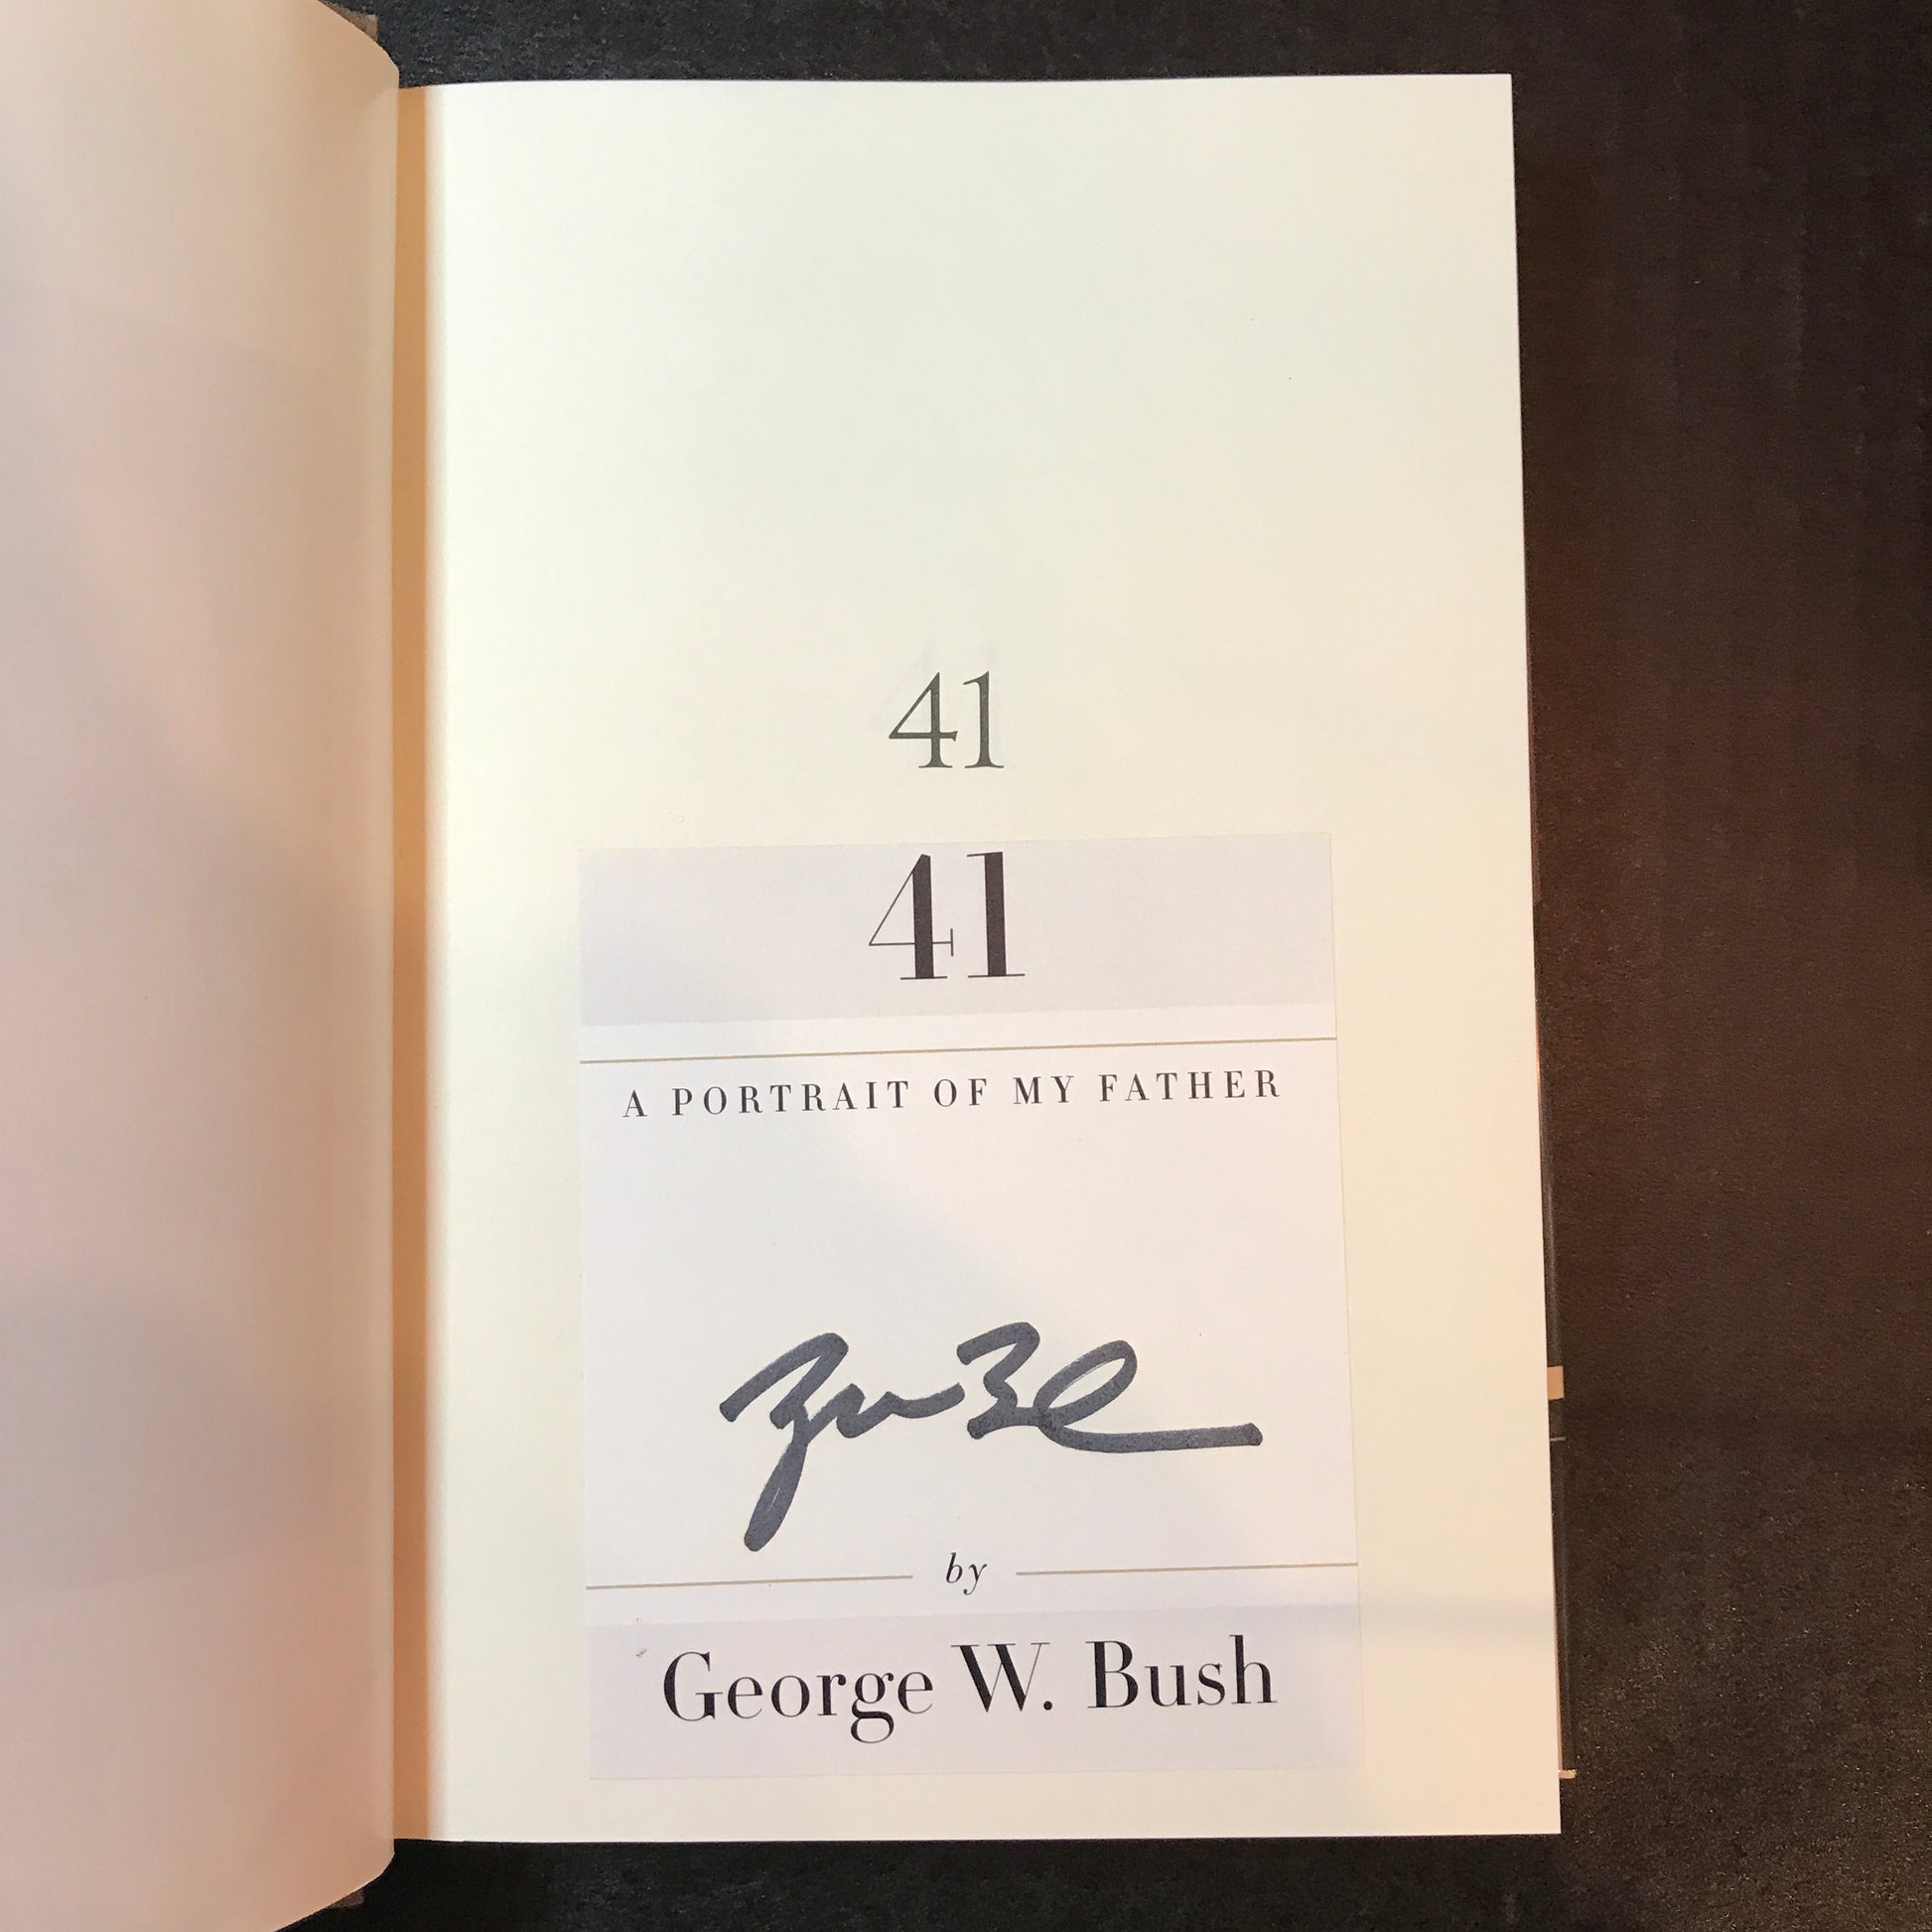 41
41
A PORTRAIT OF MY FATHER
by
George W. Bush